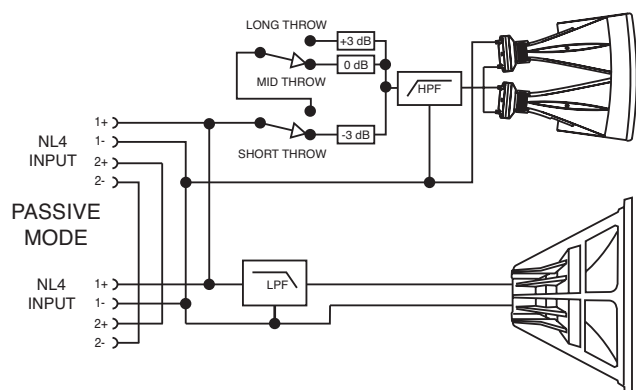 LONG THROW
+3 dB
0 dB
MID THROW
HPF
-3 dB
SHORT THROW
1+
1-
2+
2-
NL4
INPUT
PASSIVE
MODE
NL4
INPUT
1+
1-
2+
2-
LPF